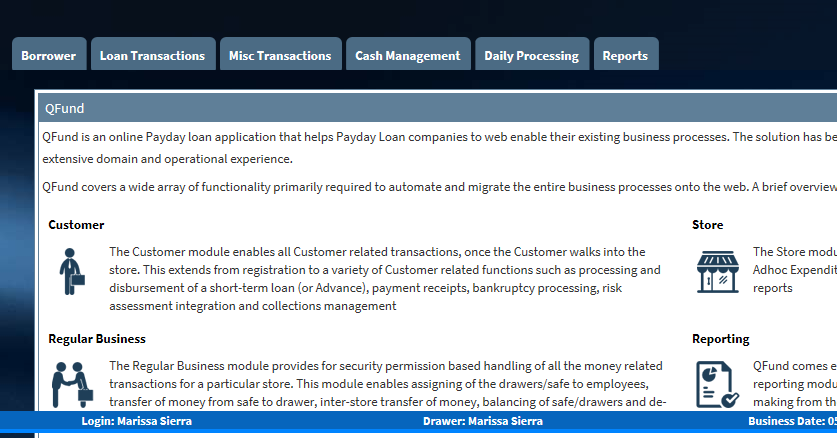 Borrower
Loan Transactions
Misc Transactions
Cash Management
Daily Processing
Reports
QFund
QFund is an online Payday loan application that helps Payday Loan companies to web enable their existing business processes. The solution has
extensive domain and operational experience.
QFund covers a wide array of functionality primarily required to automate and migrate the entire business processes onto the web. A brief overview
Customer
The Customer module enables all Customer related transactions, once the Customer walks into the
store. This extends from registration to a variety of Customer related functions such as processing and
disbursement of a short-term loan (or Advance), payment receipts, bankruptcy processing, risk
assessment integration and collections management
Store
The Store
Adhoc
reports
Regular Business
The Regular Business module provides for security permission based handling of all the money related
transactions for a particular store. This module enables assigning of the drawers/safe to employees,
transfer of money from safe to drawer, inter-store transfer of money, balancing of safe/drawers and de-
Reporting
QFund comes
reporting
making from
Login: Marissa Sierra
Drawer: Marissa Sierra
Business Date: